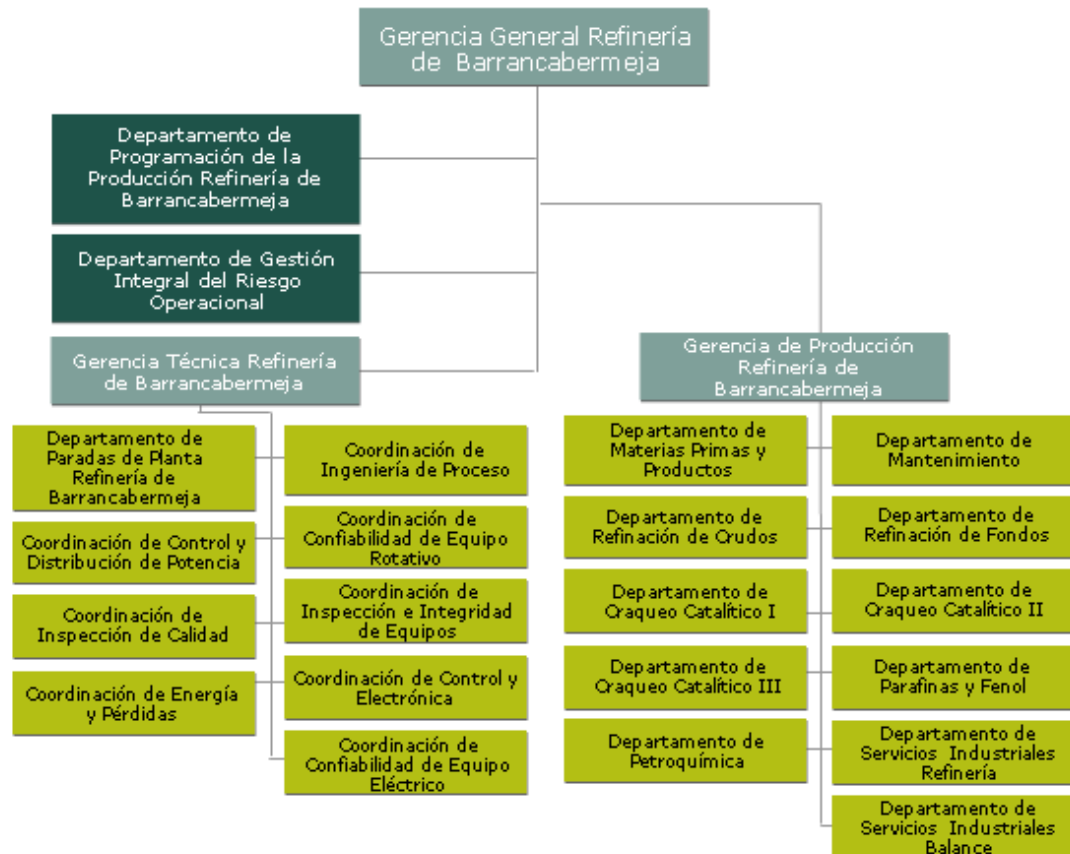 Gerencia General Refinería
de Barrancabermeja
Departamento de
Programación de la
Producción Refinería de
Barrancabermeja
Departamento de Gestión
Integral del Riesgo
Operacional
Gerencia Técnica Refinería
de Barrancabermeja
Gerencia de Producción
Refinería de
Barrancabermeja
Departamento de
Paradas de Planta
Refinería de
Barrancabermeja
Coordinación de
Ingeniería de Proceso
Coordinación de Control y
Distribución de Potencia
Coordinación de
Confiabilidad de Equipo
Rotativo
Coordinación de
Inspección de Calidad
Coordinación de
Inspección e Integridad
de Equipos
Coordinación de Energía
y Pérdidas
Coordinación de Control y
Electrónica
Coordinación de
Confiabilidad de Equipo
Eléctrico
Departamento de
Materias Primas y
Productos
Departamento de
Mantenimiento
Departamento de
Refinación de Crudos
Departamento de
Refinación de Fondos
Departamento de
Craqueo Catalítico I
Departamento de
Craqueo Catalítico II
Departamento de
Craqueo Catalítico III
Departamento de
Parafinas y Fenol
Departamento de
Petroquímica
Departamento de
Servicios Industriales
Refinería
Departamento de
Servicios Industriales
Balance